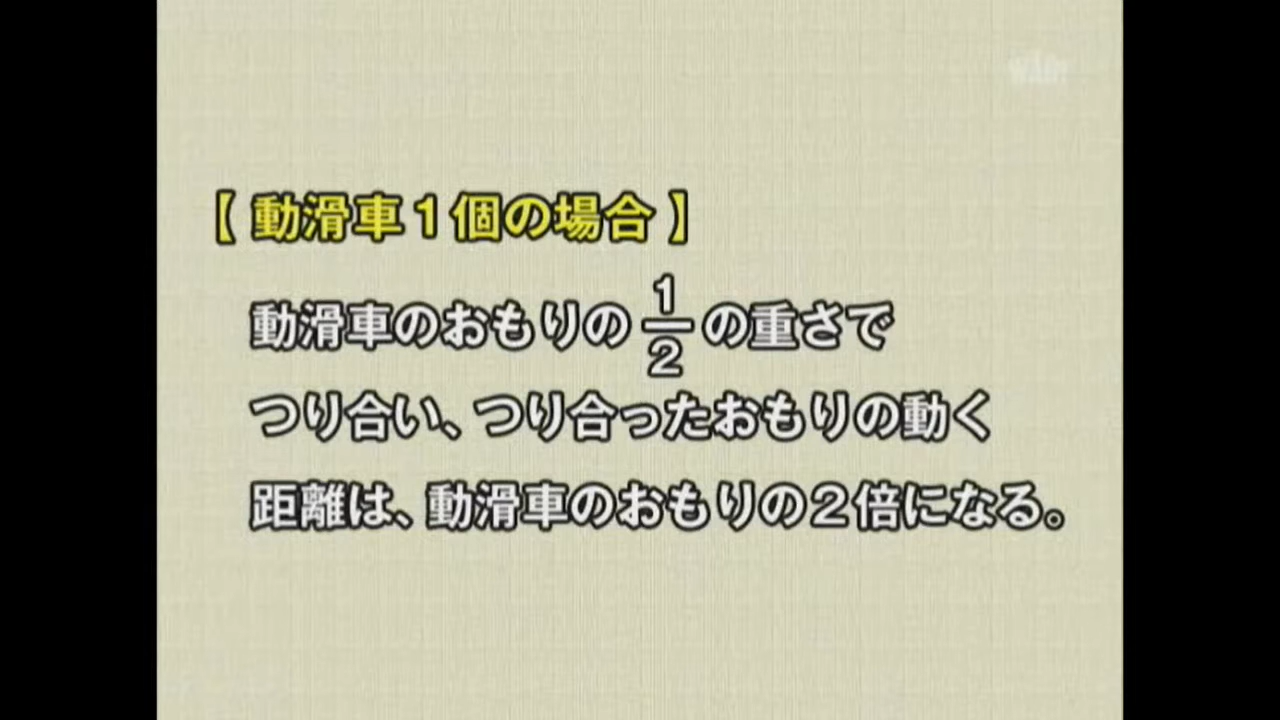 【動滑車１個の場合】
動滑車のおもりの1/2の重さで
つり合い、つり合ったおもりの動く
距離は、動滑車のおもりの２倍になる。